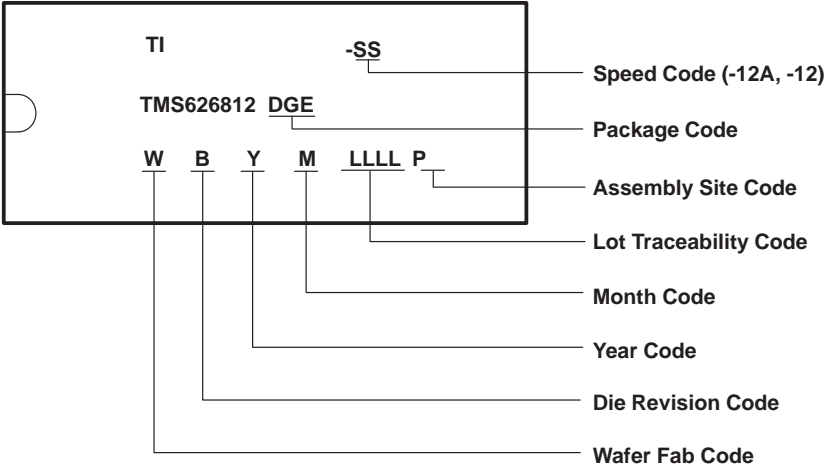 TI -SS
Speed Code (-12A, -12)
TMS626812 DGE
Package Code
W B Y M LLLL P
Assembly Site Code
Lot Traceability Code
Month Code
Year Code
Die Revision Code
Wafer Fab Code